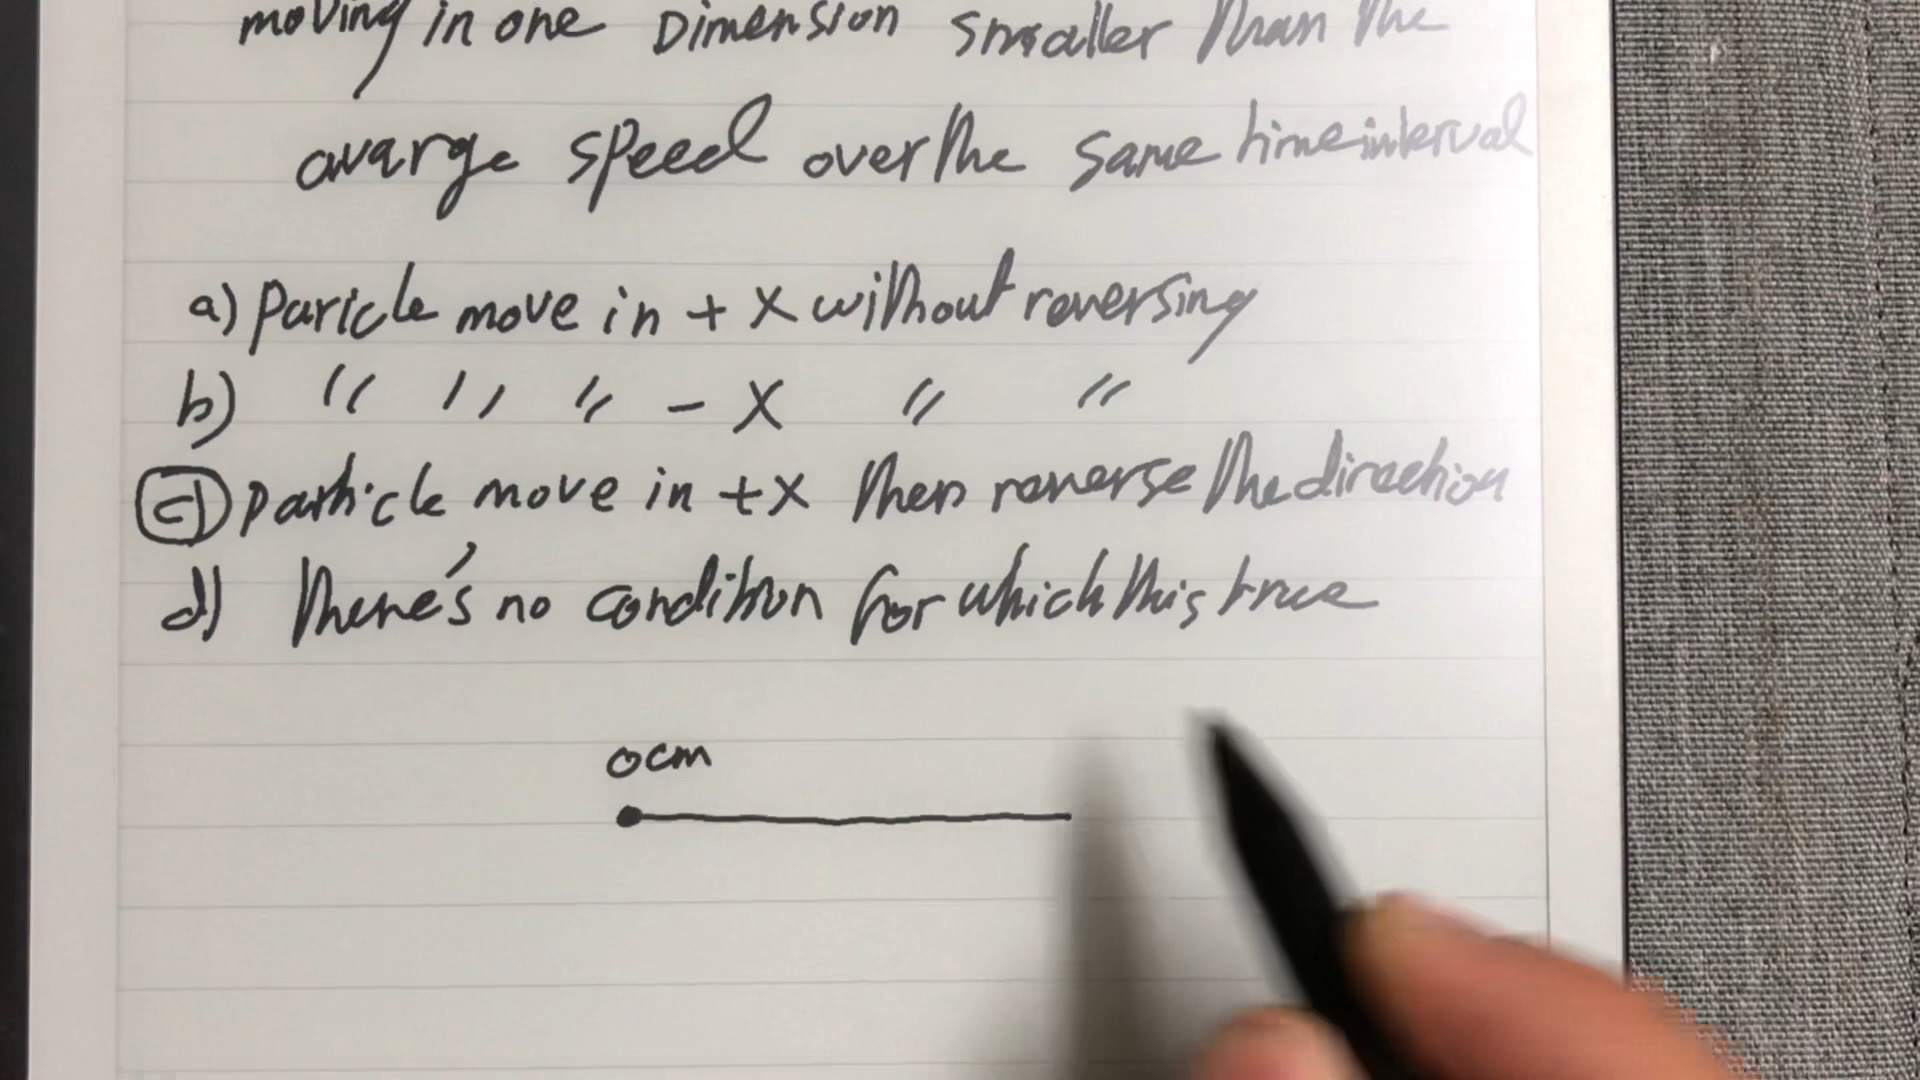 moving in one Dimension smaller than the
avarge speed over the same time interval
a) Paricle move in + X without reversing
b) " " " - X " "
c) particle move in +X then reverse the direction
d) there's no condition for which this true
0cm